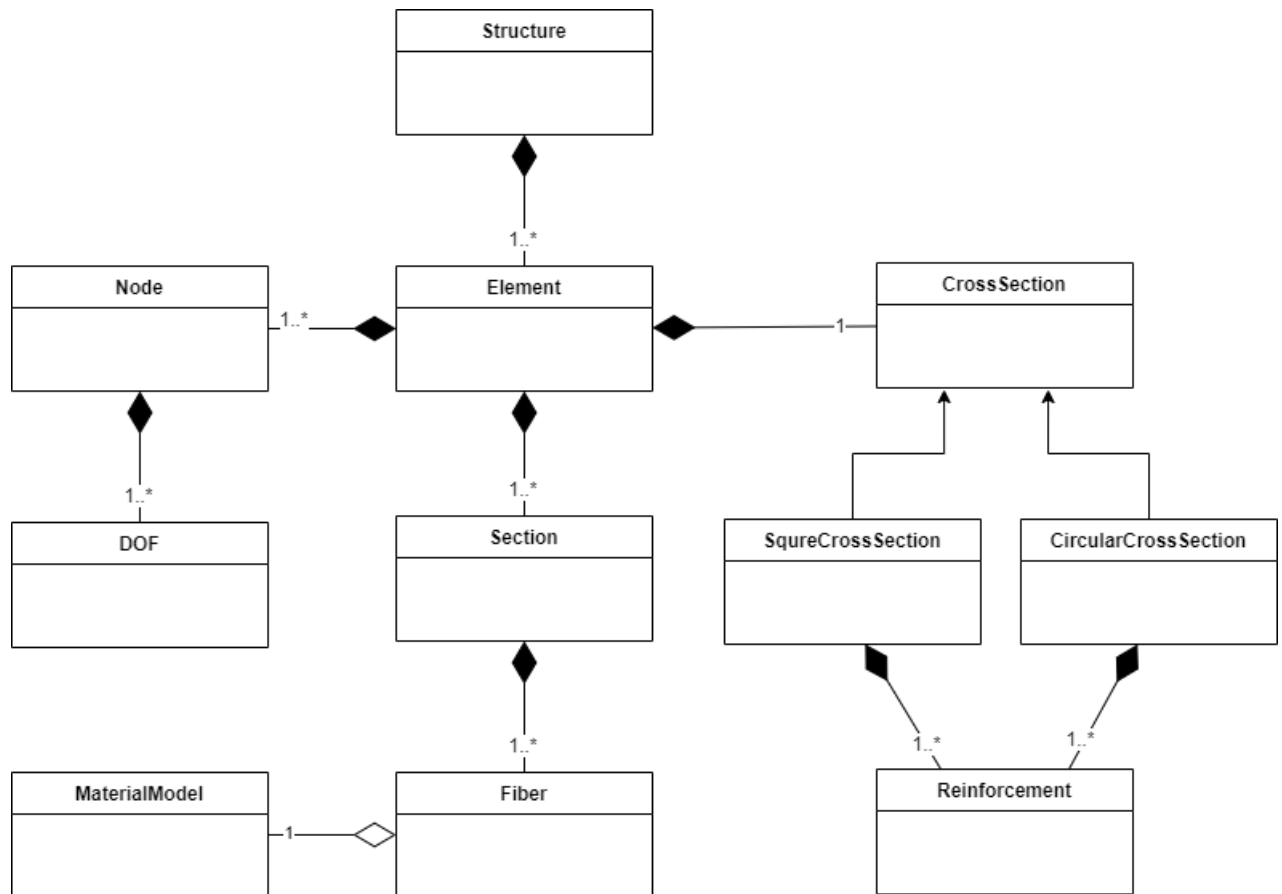 Structure
1..*
Node
Element
CrossSection
1..*
1
1..*
1..*
DOF
Section
SqureCrossSection
CircularCrossSection
1..*
1..*
1..*
MaterialModel
Fiber
Reinforcement
1